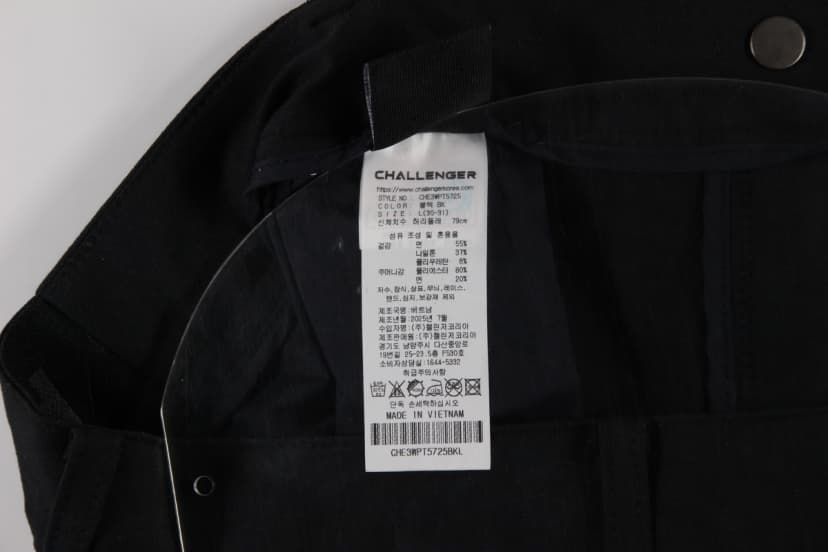 CHALLENGER
https://www.challengerkorea.com
STYLE NO : CHE3WPT5725
COLOR : 블랙 BK
SIZE : L(90-91)
신체치수 허리둘레 79cm
섬유 조성 및 혼용율
겉감 면 55%
나일론 37%
폴리우레탄 8%
주머니감 폴리에스타 80%
면 20%
자수,장식,상표,무늬,레이스,
밴드,심지,보강재 제외
제조국명:베트남
제조년월:2025년 7월
수입자명:(주)챌린저코리아
제조판매원:(주)챌린저코리아
경기도 남양주시 다산중앙로
19번길 25-23.5층 F530호
소비자상담실:1644-5332
취급주의사항
단독 손세탁하십시오
MADE IN VIETNAM
CHE3WPT5725BKL